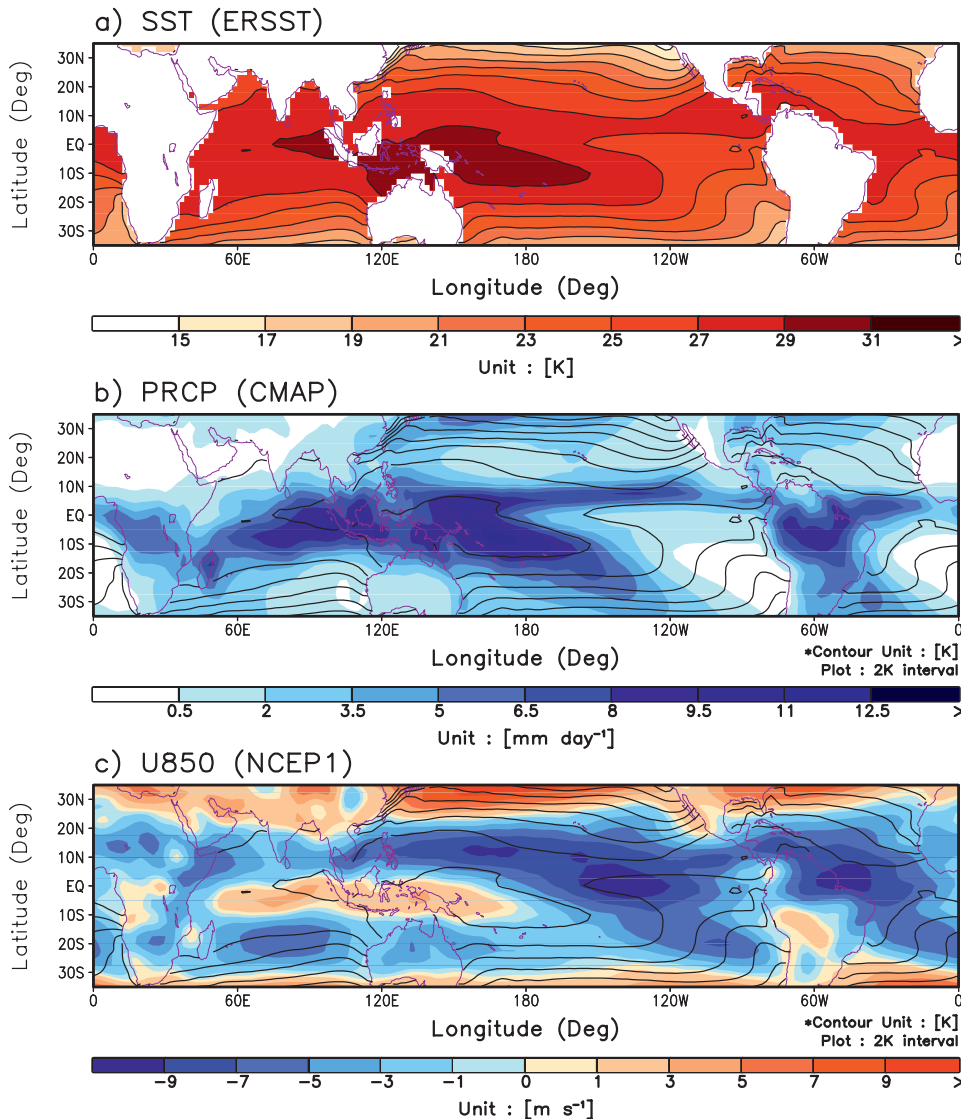 a) SST (ERSST)
Latitude (Deg)
30N
20N
10N
EQ
10S
20S
30S
0 60E 120E 180 120W 60W 0
Longitude (Deg)
15 17 19 21 23 25 27 29 31 >
Unit : [K]
b) PRCP (CMAP)
Latitude (Deg)
30N
20N
10N
EQ
10S
20S
30S
0 60E 120E 180 120W 60W 0
Longitude (Deg)
*Contour Unit : [K]
Plot : 2K interval
0.5 2 3.5 5 6.5 8 9.5 11 12.5 >
Unit : [mm day⁻¹]
c) U850 (NCEP1)
Latitude (Deg)
30N
20N
10N
EQ
10S
20S
30S
0 60E 120E 180 120W 60W 0
Longitude (Deg)
*Contour Unit : [K]
Plot : 2K interval
−9 −7 −5 −3 −1 0 1 3 5 7 9 >
Unit : [m s⁻¹]